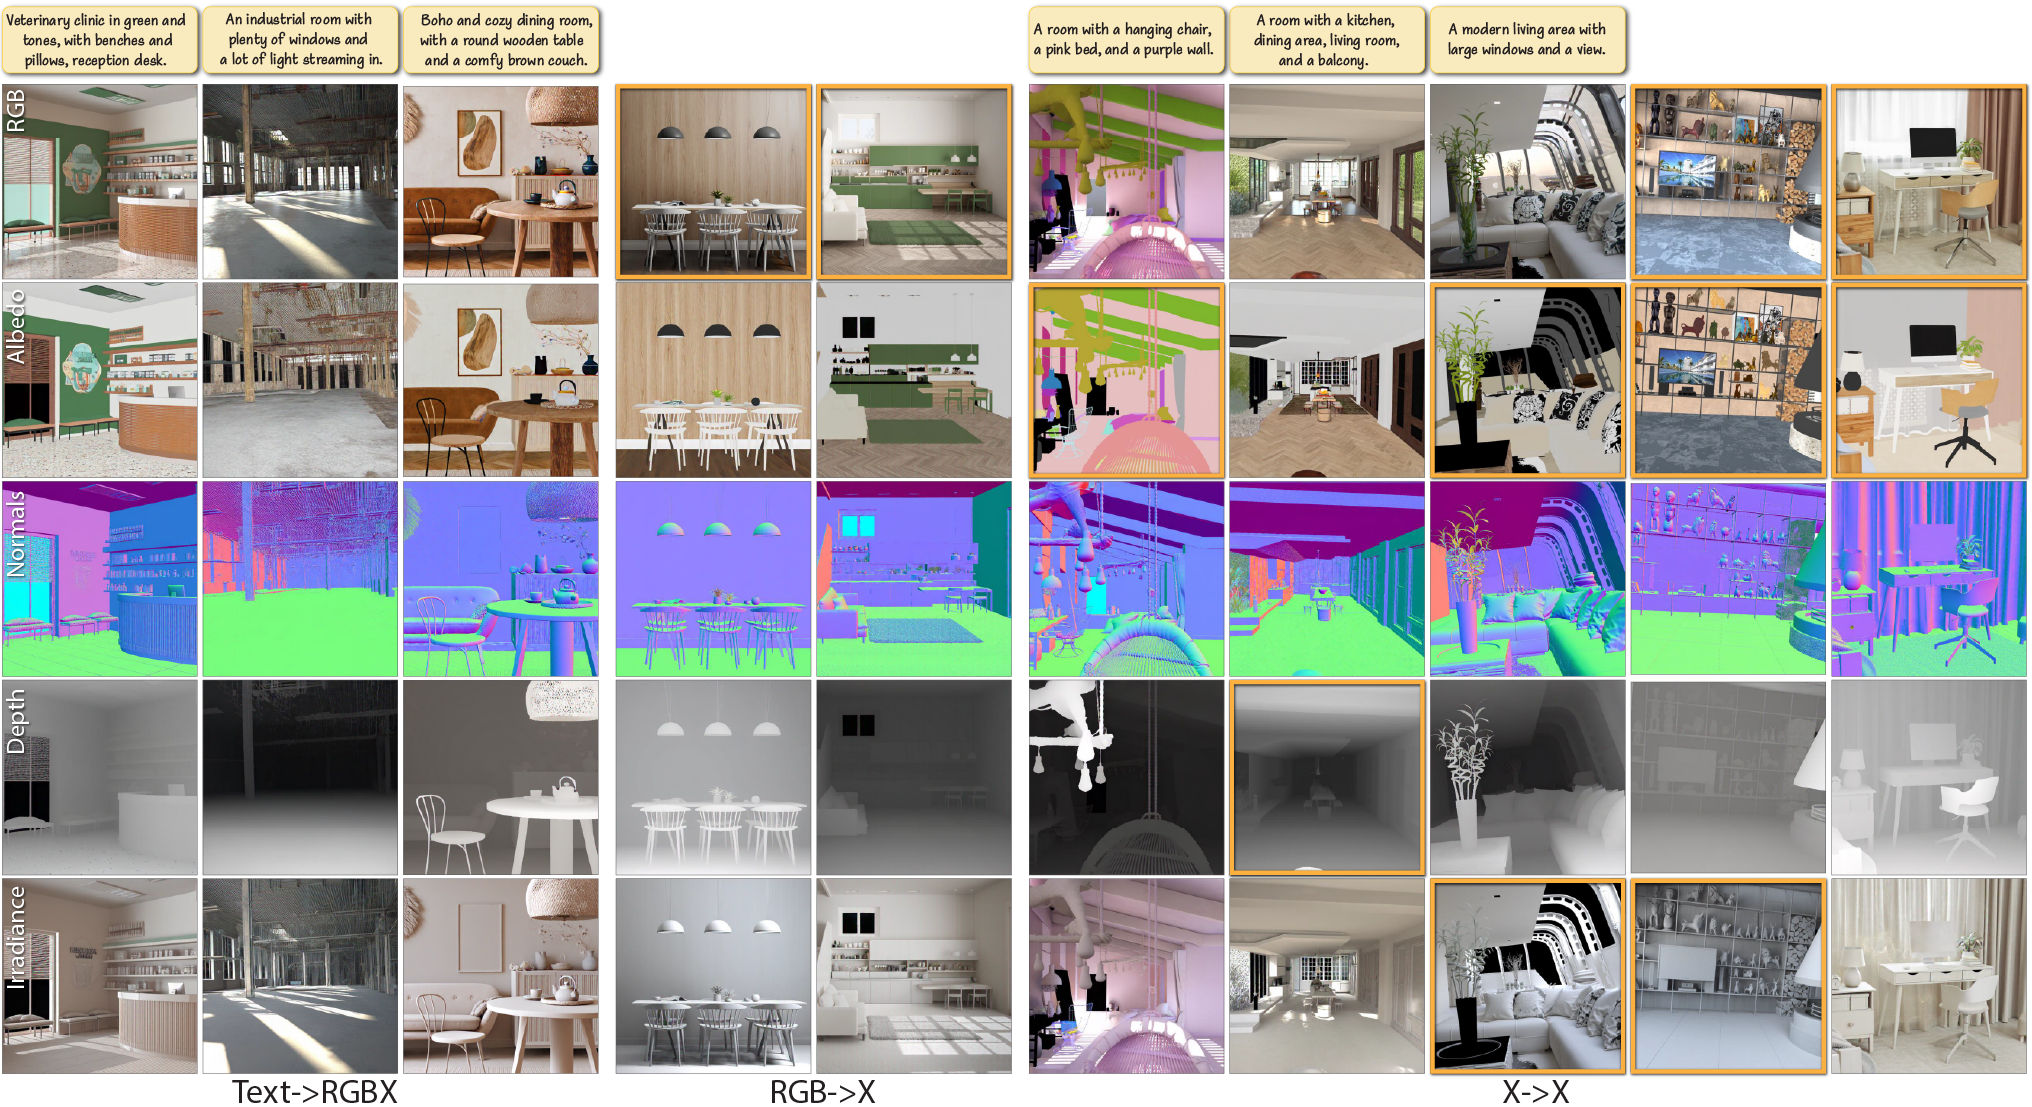 Veterinary clinic in green and
tones, with benches and
pillows, reception desk.
An industrial room with
plenty of windows and
a lot of light streaming in.
Boho and cozy dining room,
with a round wooden table
and a comfy brown couch.
A room with a hanging chair,
a pink bed, and a purple wall.
A room with a kitchen,
dining area, living room,
and a balcony.
A modern living area with
large windows and a view.
RGB
Albedo
Normals
Depth
Irradiance
Text->RGBX
RGB->X
X->X